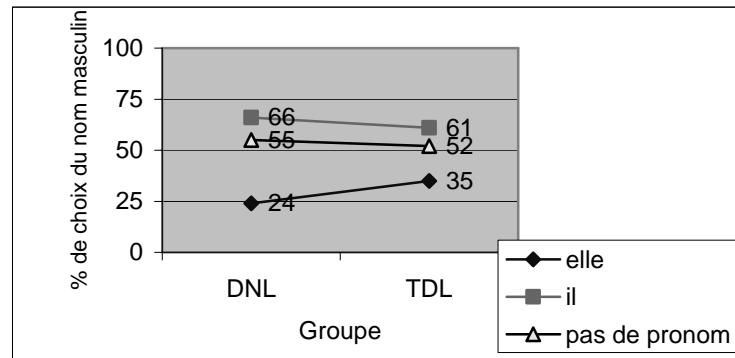 % de choix du nom masculin
100
75
50
25
0
66
61
55
52
24
35
DNL
TDL
Groupe
elle
il
pas de pronom